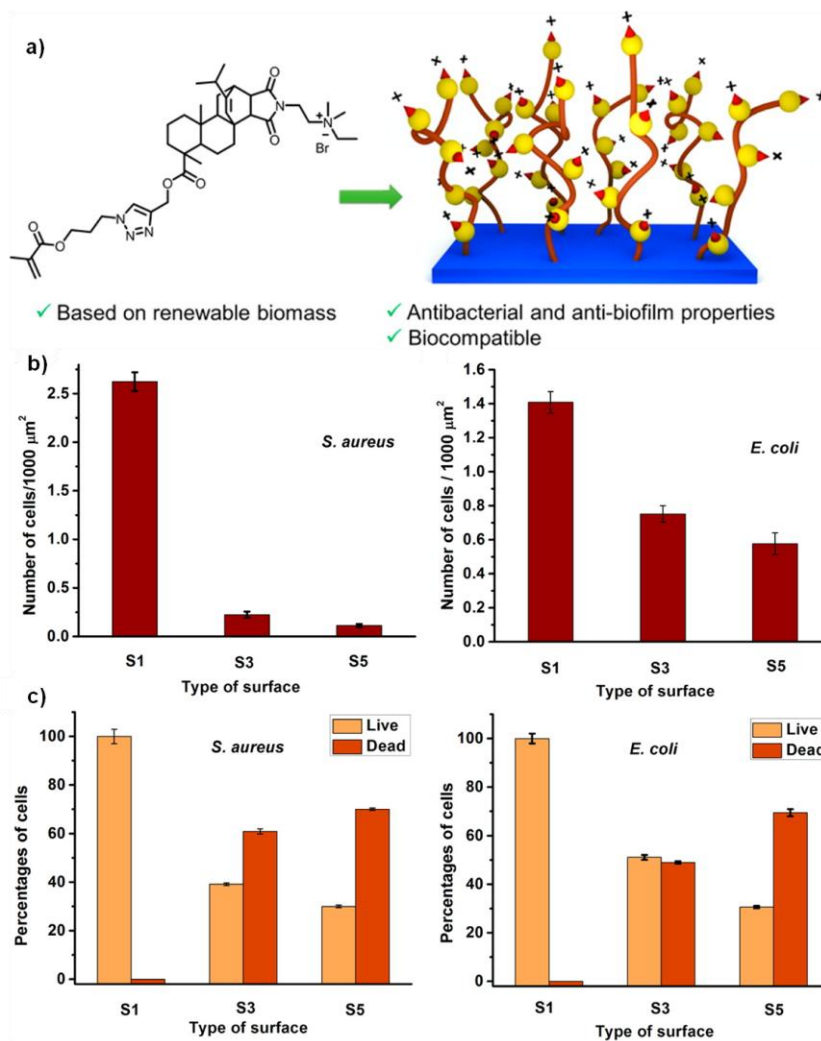 a)
O
O
N
N
+
−
Br
O
O
N
N
N
O
O
+ + + + + + + + + + + + + + + + + + + +
✓ Based on renewable biomass
✓ Antibacterial and anti-biofilm properties
✓ Biocompatible
b)
Number of cells/1000 μm²
2.5
2.0
1.5
1.0
0.5
0.0
S. aureus
S1 S3 S5
Type of surface
Number of cells / 1000 μm²
1.6
1.4
1.2
1.0
0.8
0.6
0.4
0.2
0.0
E. coli
S1 S3 S5
Type of surface
c)
Percentages of cells
100
80
60
40
20
0
S. aureus
Live
Dead
S1 S3 S5
Type of surface
Percentages of cells
100
80
60
40
20
0
E. coli
Live
Dead
S1 S3 S5
Type of surface